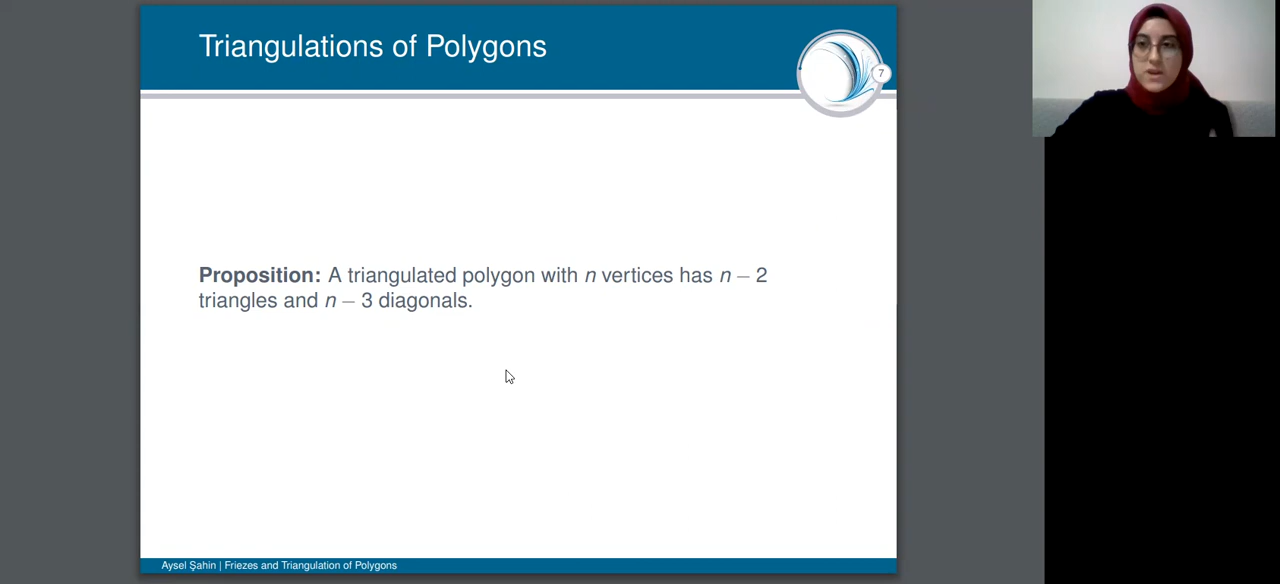 Triangulations of Polygons
7
Proposition: A triangulated polygon with n vertices has n − 2
triangles and n − 3 diagonals.
Aysel Şahin | Friezes and Triangulation of Polygons